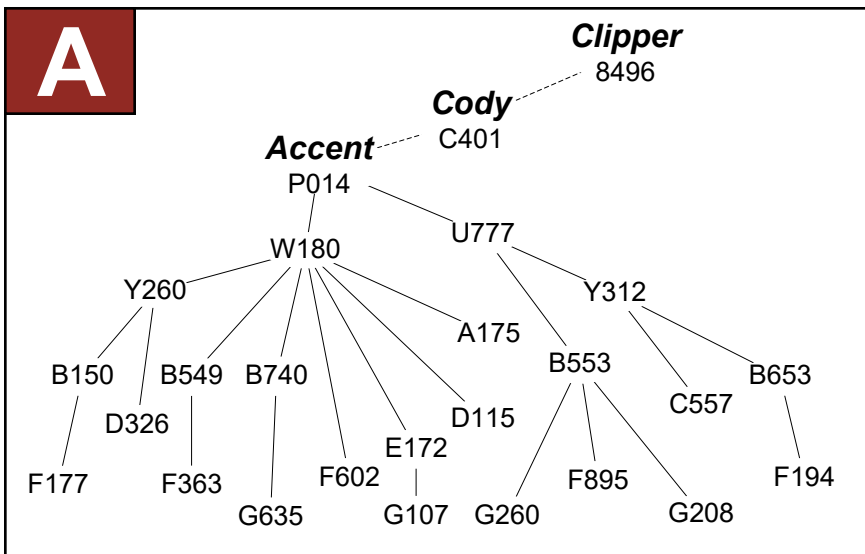 A
Clipper
8496
Cody
C401
Accent
P014
U777
W180
Y260
Y312
A175
B553
B150
B549
B740
B653
C557
D326
D115
E172
F177
F363
F602
F895
F194
G635
G107
G260
G208